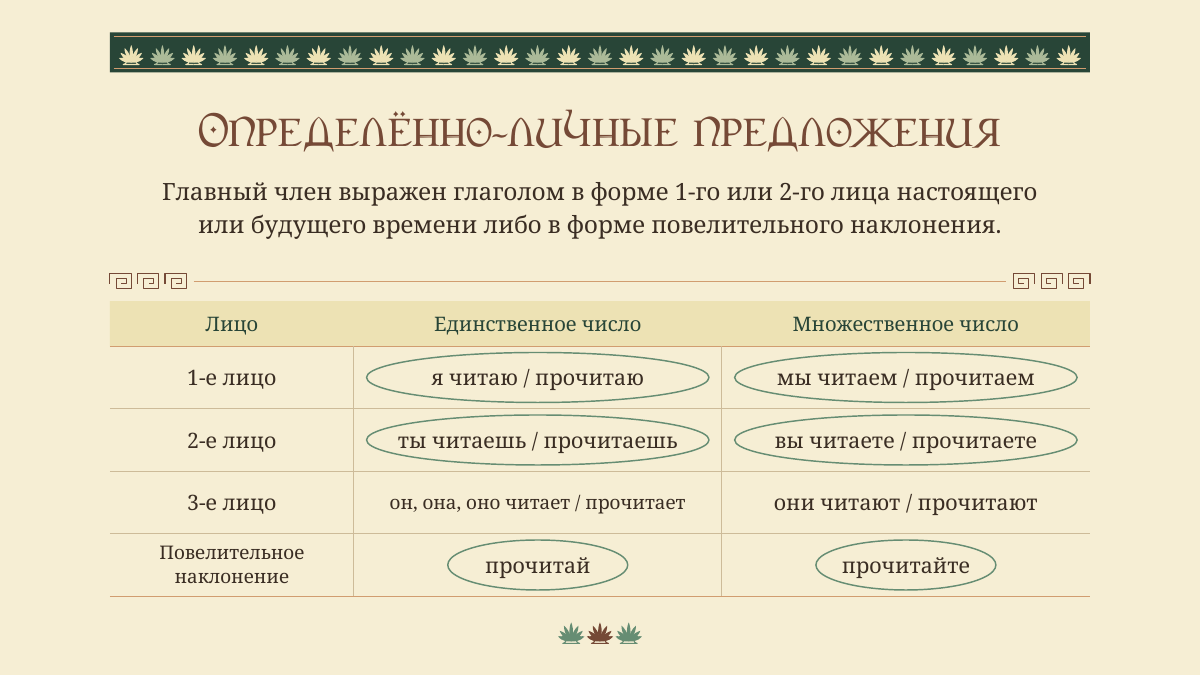 Определённо-личные предложения
Главный член выражен глаголом в форме 1-го или 2-го лица настоящего
или будущего времени либо в форме повелительного наклонения.
Лицо Единственное число Множественное число
1-е лицо я читаю / прочитаю мы читаем / прочитаем
2-е лицо ты читаешь / прочитаешь вы читаете / прочитаете
3-е лицо он, она, оно читает / прочитает они читают / прочитают
Повелительное
наклонение прочитай прочитайте